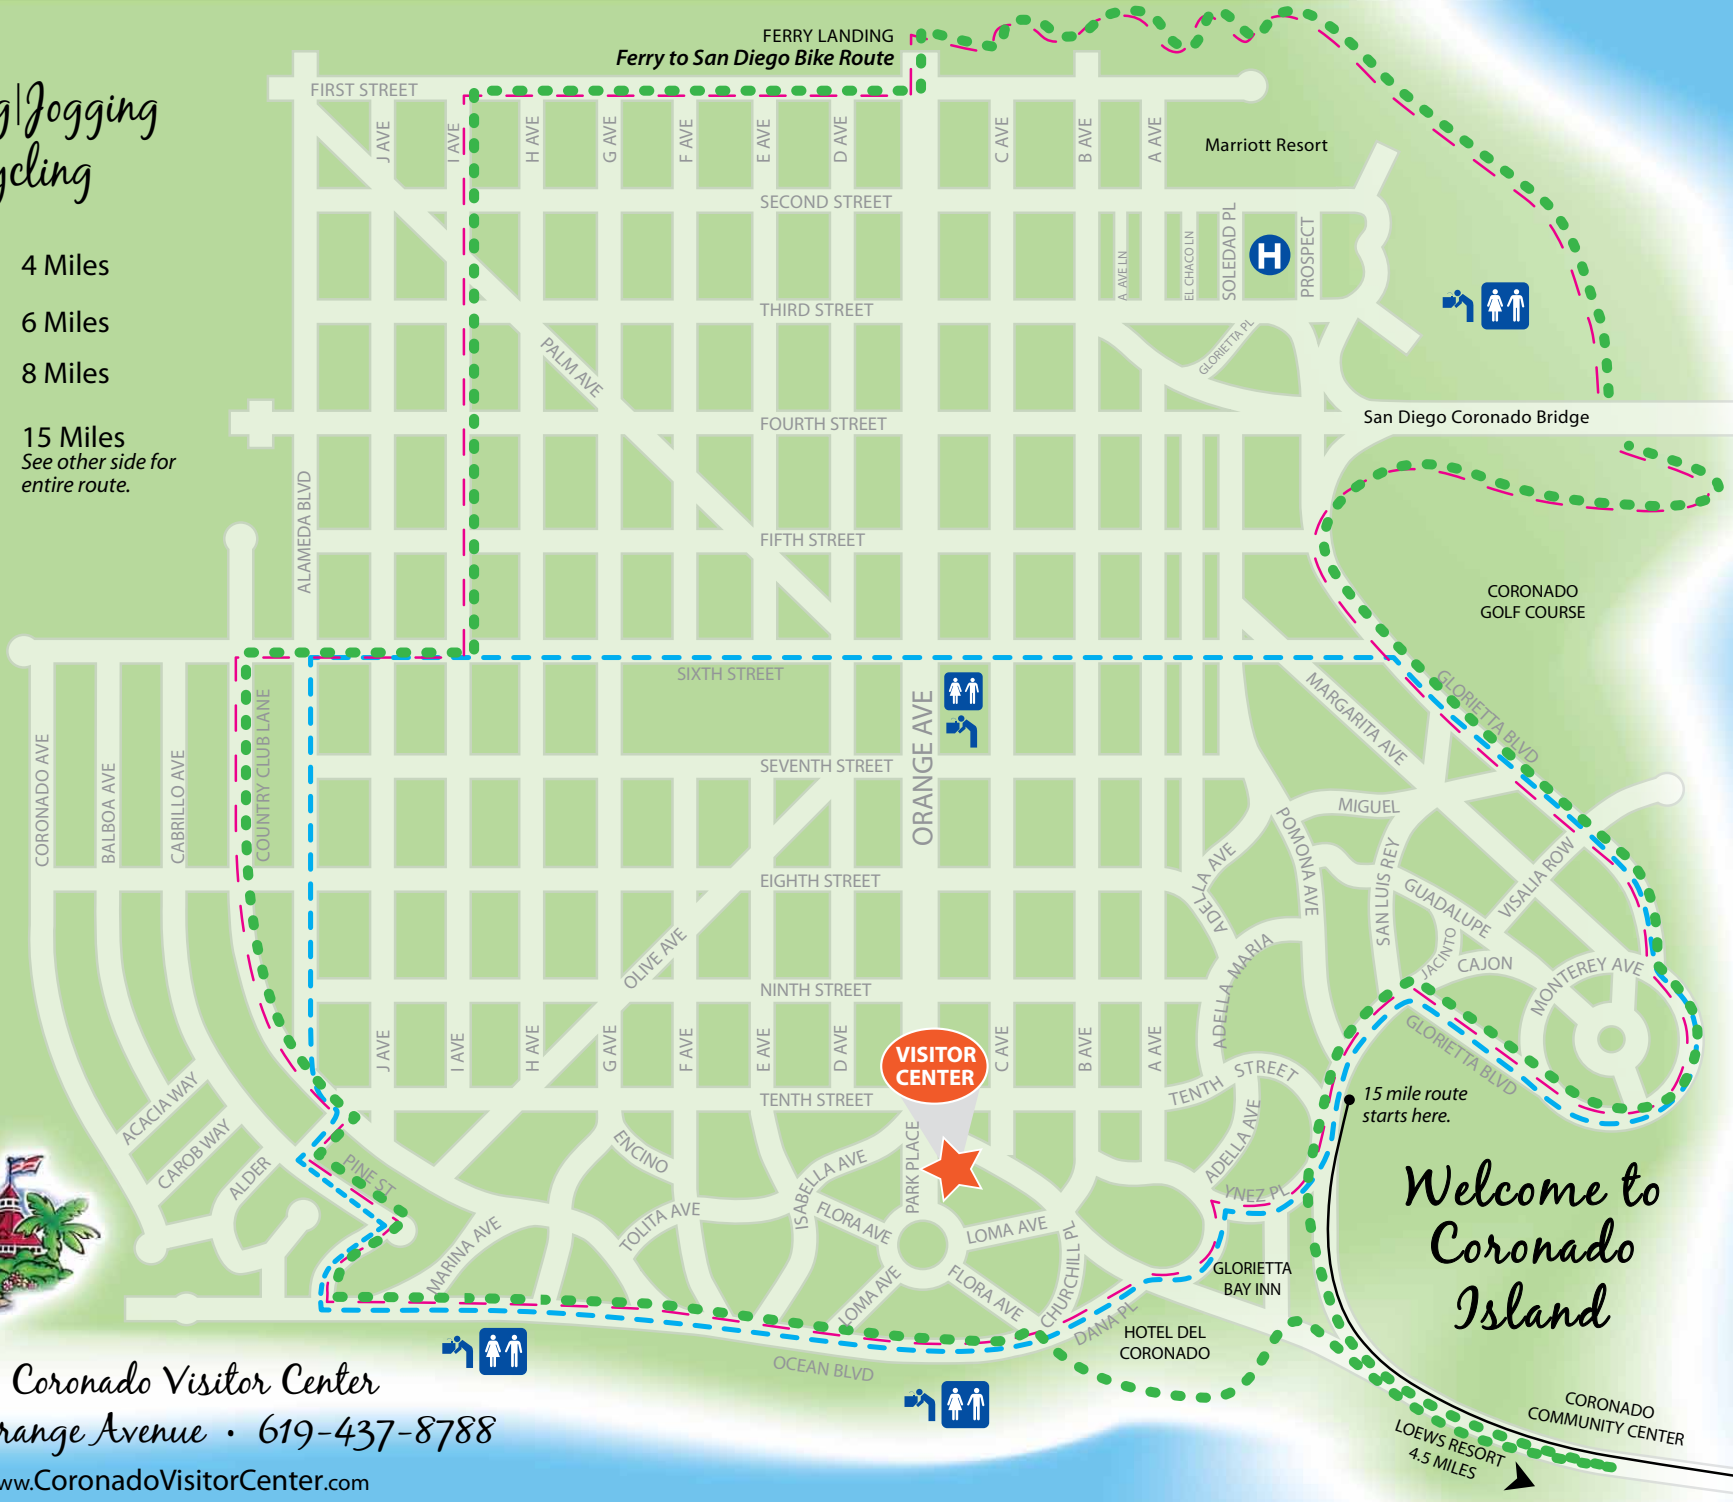 g|Jogging
ycling
4 Miles
6 Miles
8 Miles
15 Miles
See other side for
entire route.
FERRY LANDING
Ferry to San Diego Bike Route
FIRST STREET
J AVE
I AVE
H AVE
G AVE
F AVE
E AVE
D AVE
C AVE
B AVE
A AVE
Marriott Resort
SECOND STREET
A AVE LN
EL CHACO LN
SOLEDAD PL
H
PROSPECT
THIRD STREET
PALM AVE
GLORIETTA PL
FOURTH STREET
San Diego Coronado Bridge
ALAMEDA BLVD
FIFTH STREET
CORONADO
GOLF COURSE
SIXTH STREET
ORANGE AVE
MARGARITA AVE
GLORIETTA BLVD
CORONADO AVE
BALBOA AVE
CABRILLO AVE
COUNTRY CLUB LANE
SEVENTH STREET
MIGUEL
POMONA AVE
ADELLA AVE
SAN LUIS REY
GUADALUPE
VISALIA ROW
EIGHTH STREET
OLIVE AVE
ADELLA MARIA
JACINTO
CAJON
MONTEREY AVE
NINTH STREET
GLORIETTA BLVD
J AVE
I AVE
H AVE
G AVE
F AVE
E AVE
D AVE
VISITOR
CENTER
C AVE
B AVE
A AVE
TENTH STREET
TENTH STREET
15 mile route
starts here.
ACACIA WAY
CAROB WAY
ALDER
PINE ST
ENCINO
ISABELLA AVE
PARK PLACE
ADELLA AVE
YNEZ PL
MARINA AVE
TOLITA AVE
FLORA AVE
LOMA AVE
CHURCHILL PL
LOMA AVE
FLORA AVE
DANA PL
GLORIETTA
BAY INN
HOTEL DEL
CORONADO
OCEAN BLVD
Welcome to
Coronado
Island
CORONADO
COMMUNITY CENTER
LOEWS RESORT
4.5 MILES
Coronado Visitor Center
range Avenue • 619-437-8788
ww.CoronadoVisitorCenter.com